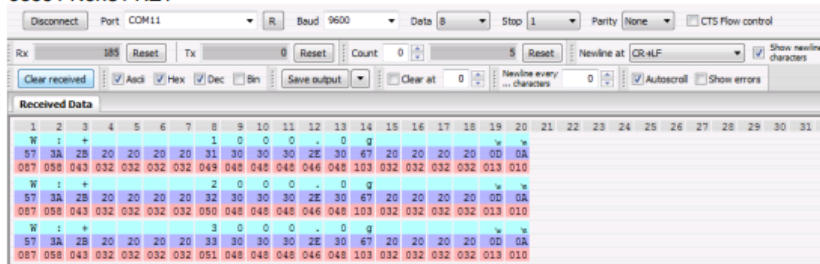 Disconnect Port COM11 R Baud 9600 Data 8 Stop 1 Parity None CTS Flow control
Rx 185 Reset Tx 0 Reset Count 0 5 Reset Newline at CR+LF Show newline characters
Clear received Ascii Hex Dec Bin Save output Clear at 0 Newline every ... characters 0 Autoscroll Show errors
Received Data
1 2 3 4 5 6 7 8 9 10 11 12 13 14 15 16 17 18 19 20 21 22 23 24 25 26 27 28 29 30 31
W : + 1 0 0 0 . 0 g
57 3A 2B 20 20 20 20 31 30 30 30 2E 30 67 20 20 20 20 0D 0A
087 058 043 032 032 032 032 049 048 048 048 046 048 103 032 032 032 032 013 010
W : + 2 0 0 0 . 0 g
57 3A 2B 20 20 20 20 32 30 30 30 2E 30 67 20 20 20 20 0D 0A
087 058 043 032 032 032 032 050 048 048 048 046 048 103 032 032 032 032 013 010
W : + 3 0 0 0 . 0 g
57 3A 2B 20 20 20 20 33 30 30 30 2E 30 67 20 20 20 20 0D 0A
087 058 043 032 032 032 032 051 048 048 048 046 048 103 032 032 032 032 013 010